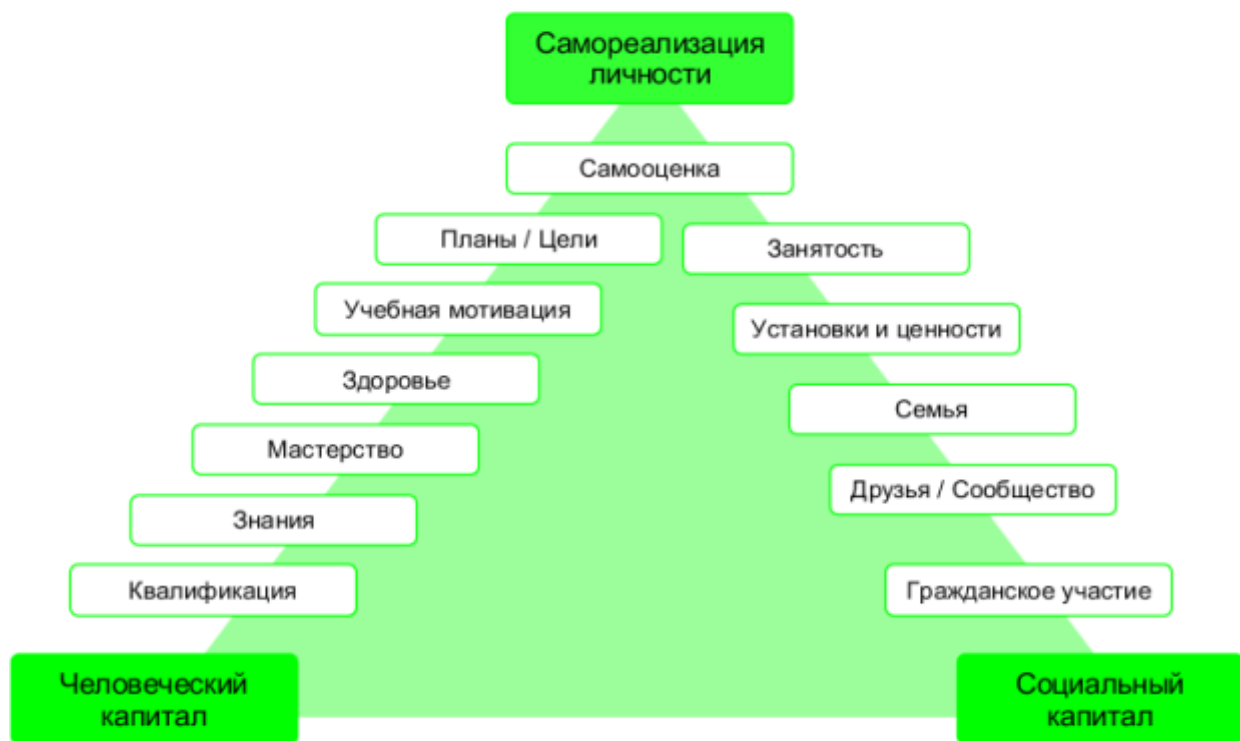 Самореализация
личности
Самооценка
Планы / Цели
Занятость
Учебная мотивация
Установки и ценности
Здоровье
Семья
Мастерство
Друзья / Сообщество
Знания
Квалификация
Гражданское участие
Человеческий
капитал
Социальный
капитал